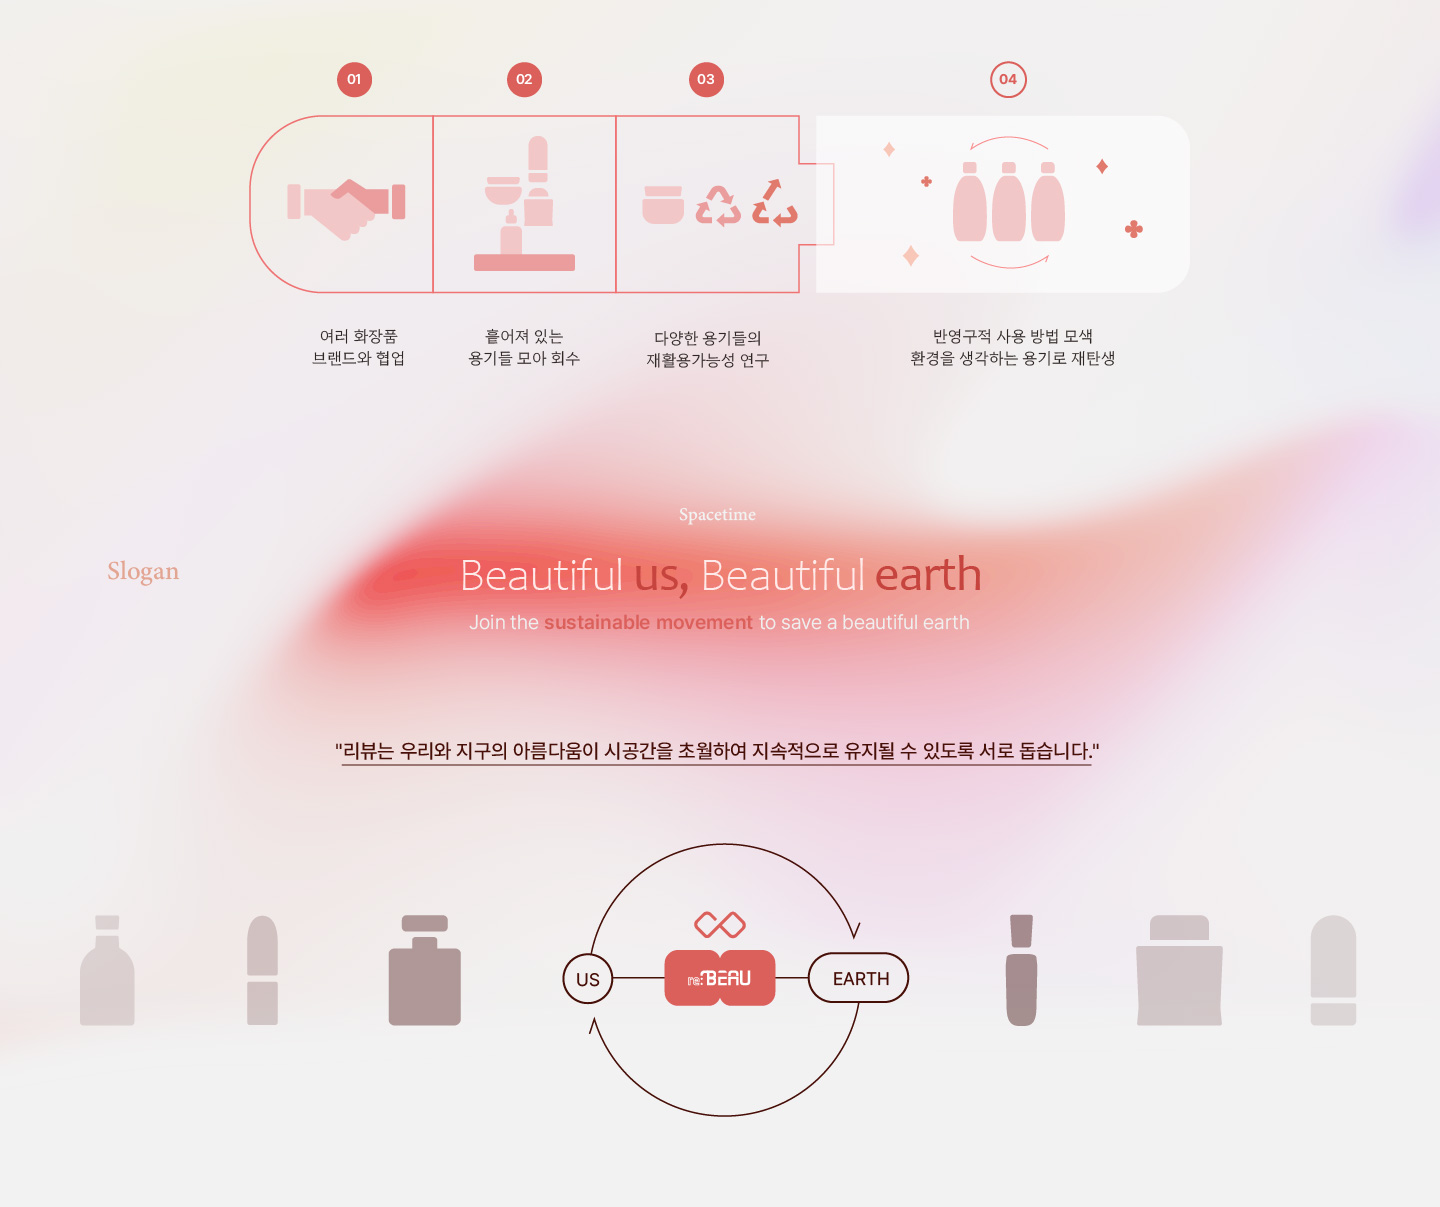 01
02
03
04
여러 화장품
브랜드와 협업
흩어져 있는
용기들 모아 회수
다양한 용기들의
재활용가능성 연구
반영구적 사용 방법 모색
환경을 생각하는 용기로 재탄생
Spacetime
Slogan
Beautiful us, Beautiful earth
Join the sustainable movement to save a beautiful earth
"리뷰는 우리와 지구의 아름다움이 시공간을 초월하여 지속적으로 유지될 수 있도록 서로 돕습니다."
US
re:BEAU
EARTH